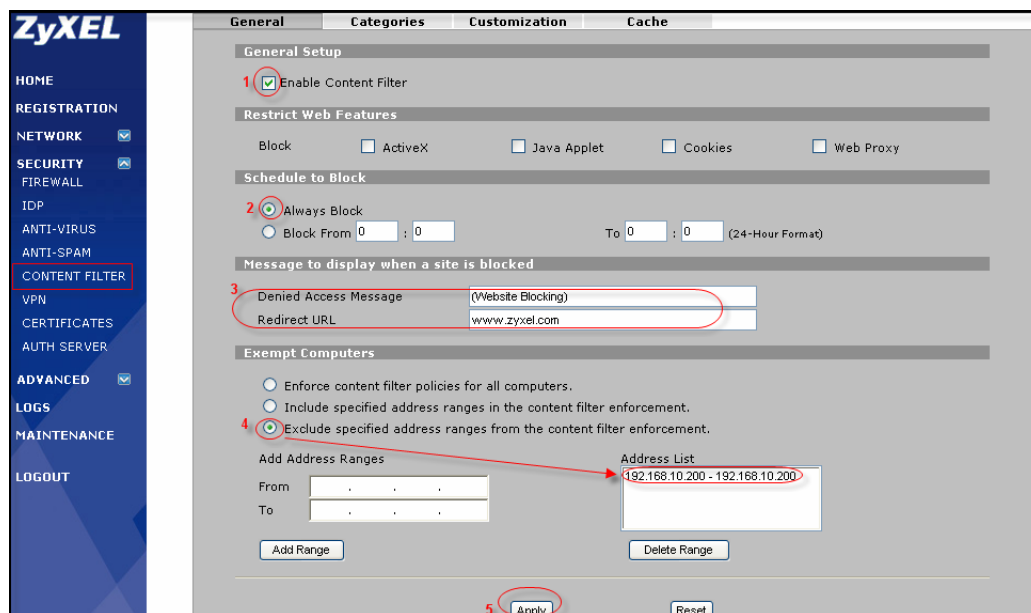 ZyXEL
HOME
REGISTRATION
NETWORK
SECURITY
FIREWALL
IDP
ANTI-VIRUS
ANTI-SPAM
CONTENT FILTER
VPN
CERTIFICATES
AUTH SERVER
ADVANCED
LOGS
MAINTENANCE
LOGOUT
General Categories Customization Cache
General Setup
1 Enable Content Filter
Restrict Web Features
Block ActiveX Java Applet Cookies Web Proxy
Schedule to Block
2 Always Block
Block From 0 : 0 To 0 : 0 (24-Hour Format)
Message to display when a site is blocked
3
Denied Access Message (Website Blocking)
Redirect URL www.zyxel.com
Exempt Computers
Enforce content filter policies for all computers.
Include specified address ranges in the content filter enforcement.
4 Exclude specified address ranges from the content filter enforcement.
Add Address Ranges Address List
From . . . 192.168.10.200 - 192.168.10.200
To . . .
Add Range Delete Range
5 Apply Reset